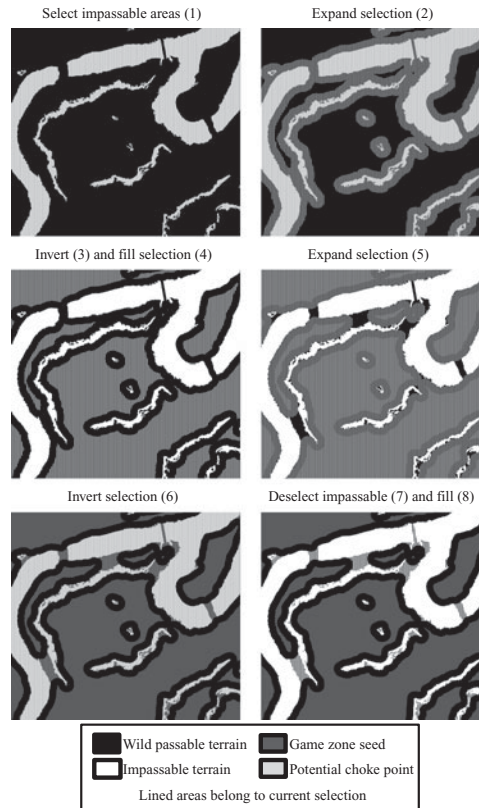 Select impassable areas (1)
Expand selection (2)
Invert (3) and fill selection (4)
Expand selection (5)
Invert selection (6)
Deselect impassable (7) and fill (8)
Wild passable terrain
Game zone seed
Impassable terrain
Potential choke point
Lined areas belong to current selection